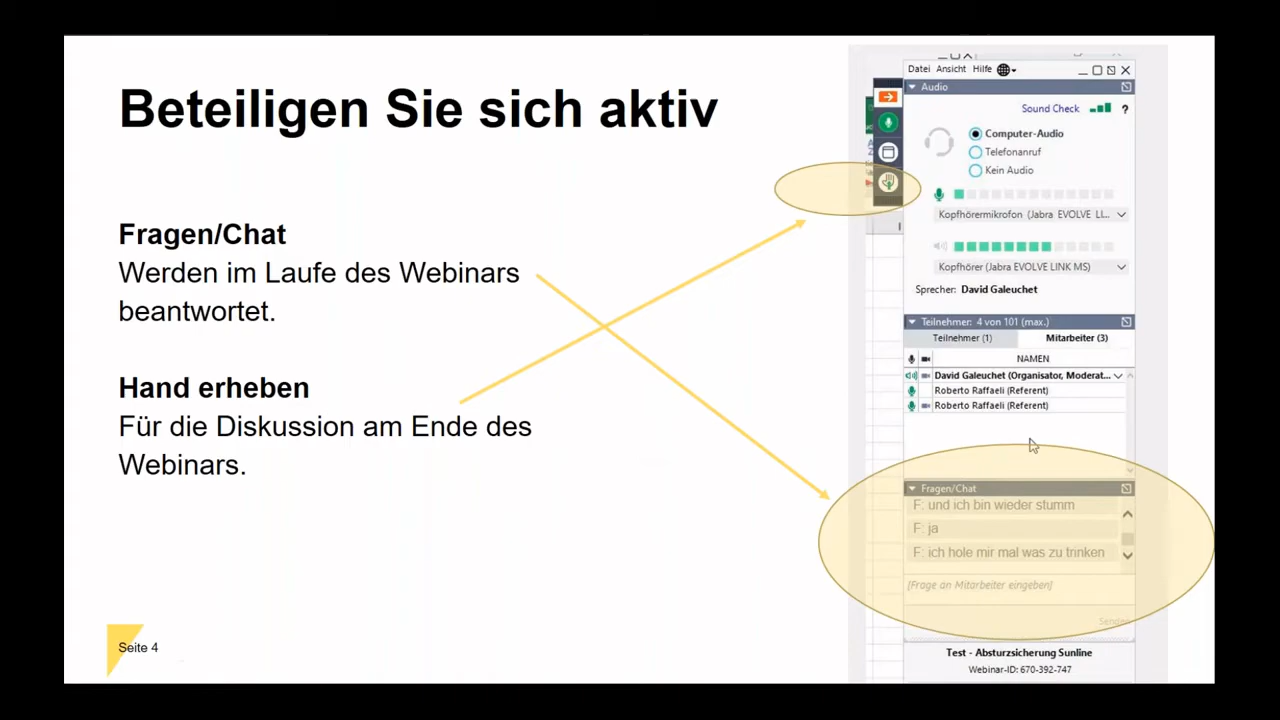 Beteiligen Sie sich aktiv
Fragen/Chat
Werden im Laufe des Webinars
beantwortet.
Hand erheben
Für die Diskussion am Ende des
Webinars.
Seite 4
Datei Ansicht Hilfe
Audio
Sound Check ?
Computer-Audio
Telefonanruf
Kein Audio
Kopfhörermikrofon (Jabra EVOLVE LI...
Kopfhörer (Jabra EVOLVE LINK MS)
Sprecher: David Galeuchet
Teilnehmer: 4 von 101 (max.)
Teilnehmer (1) Mitarbeiter (3)
NAMEN
David Galeuchet (Organisator, Moderat...
Roberto Raffaeli (Referent)
Roberto Raffaeli (Referent)
Fragen/Chat
F: und ich bin wieder stumm
F: ja
F: ich hole mir mal was zu trinken
[Frage an Mitarbeiter eingeben]
Senden
Test - Absturzsicherung Sunline
Webinar-ID: 670-392-747